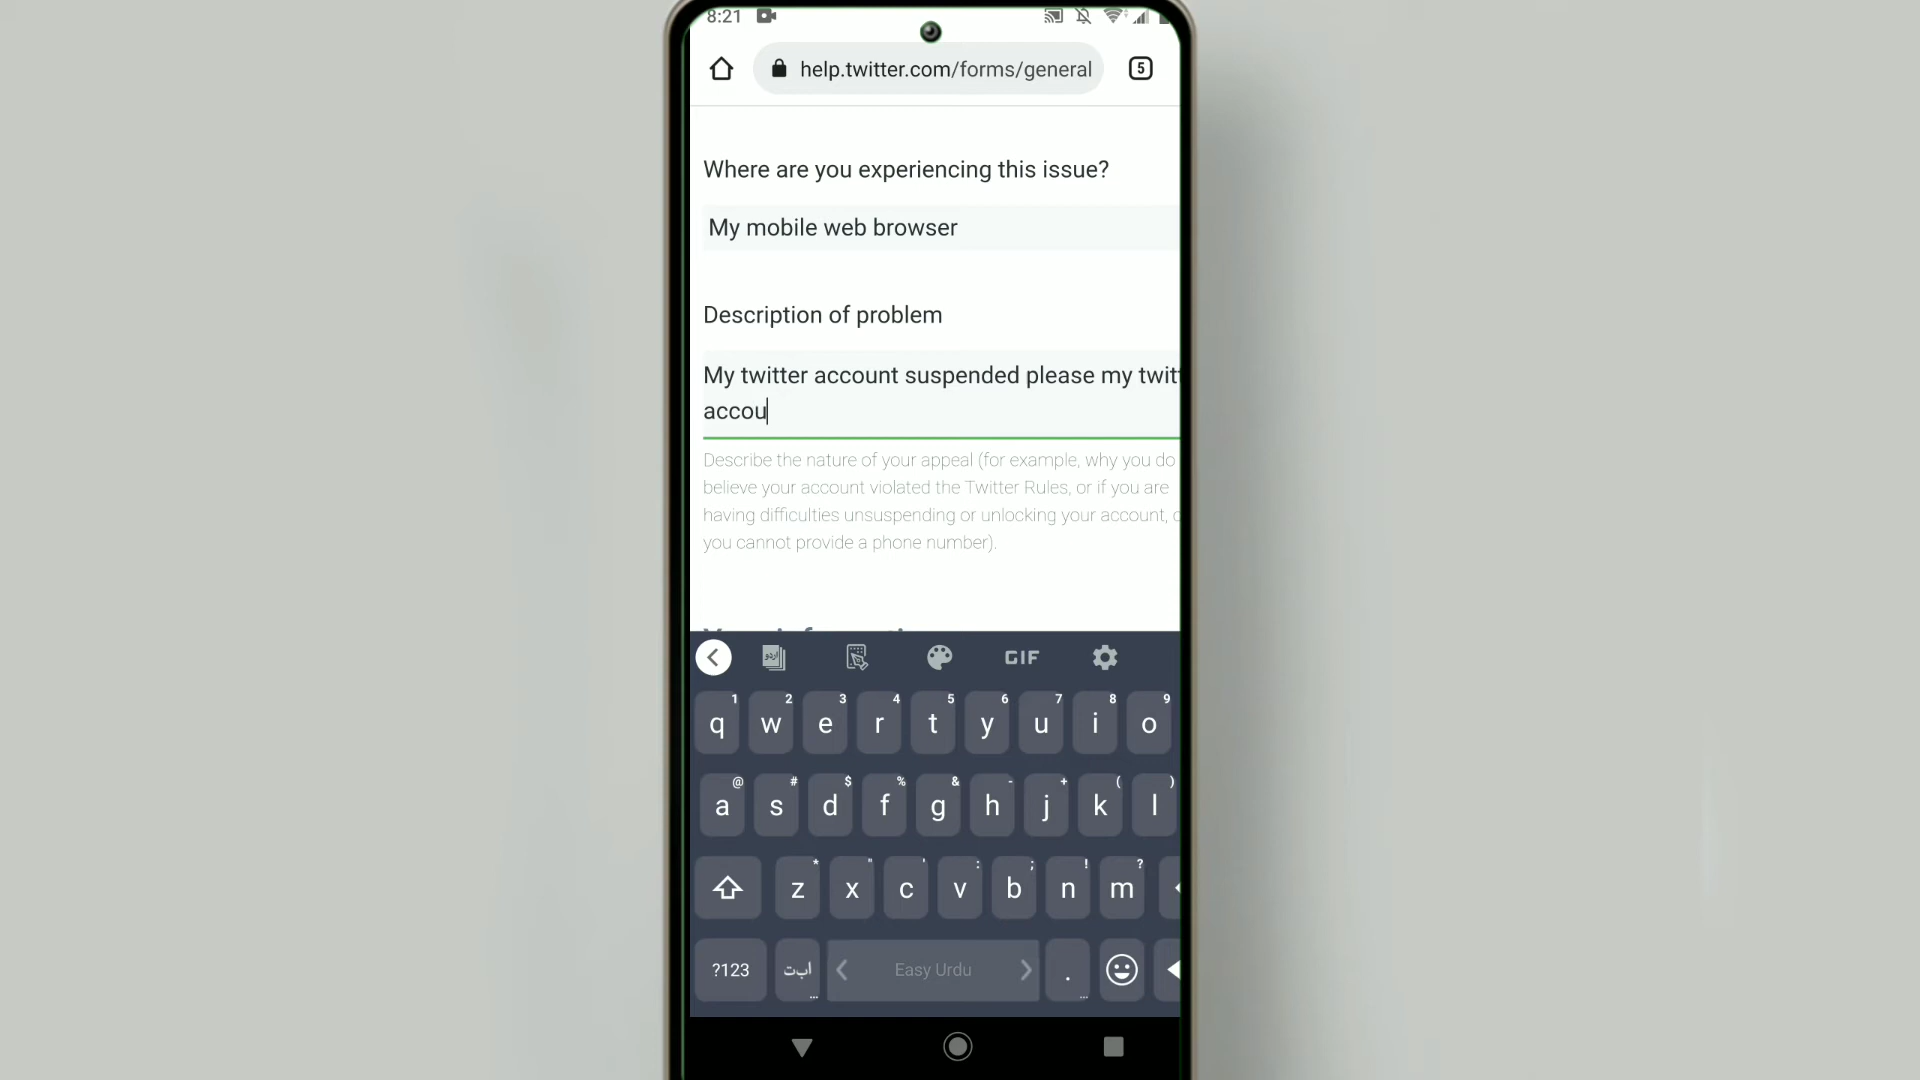 8:21
help.twitter.com/forms/general
5
Where are you experiencing this issue?
My mobile web browser
Description of problem
My twitter account suspended please my twitt
accou
Describe the nature of your appeal (for example, why you do
believe your account violated the Twitter Rules, or if you are
having difficulties unsuspending or unlocking your account,
you cannot provide a phone number).
اردو GIF
1 2 3 4 5 6 7 8 9
q w e r t y u i o
@ # $ % & - + ( )
a s d f g h j k l
* " ' : ; ! ?
z x c v b n m
?123 ابت Easy Urdu .